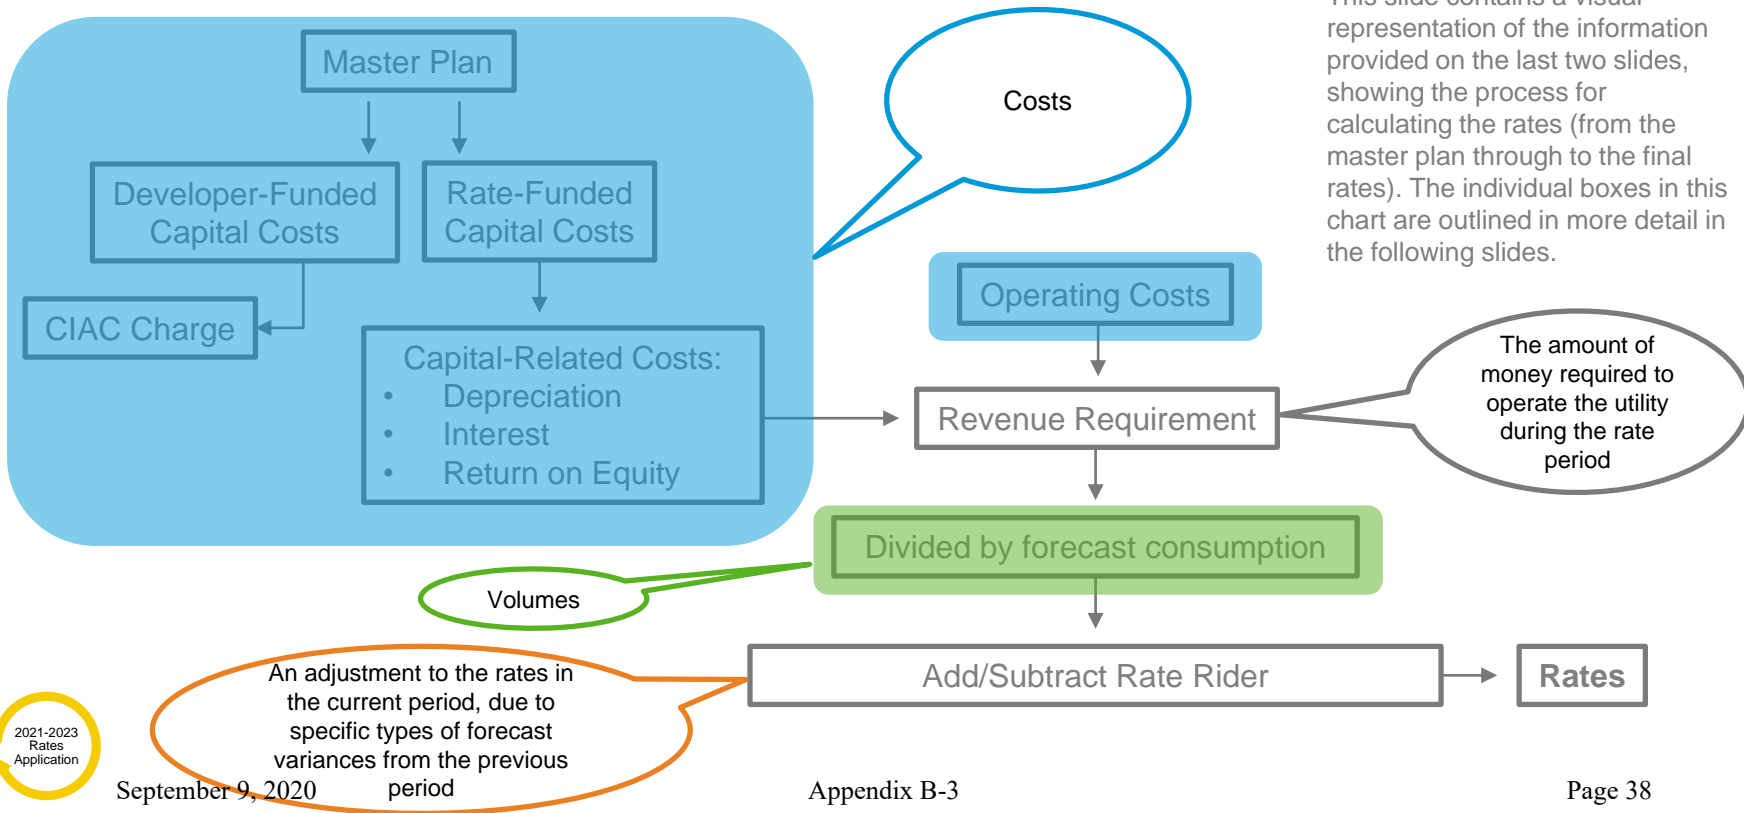 This slide contains a visual
representation of the information
provided on the last two slides,
showing the process for
calculating the rates (from the
master plan through to the final
rates). The individual boxes in this
chart are outlined in more detail in
the following slides.
Master Plan
Costs
Developer-Funded
Capital Costs
Rate-Funded
Capital Costs
CIAC Charge
Operating Costs
Capital-Related Costs:
• Depreciation
• Interest
• Return on Equity
Revenue Requirement
The amount of
money required to
operate the utility
during the rate
period
Divided by forecast consumption
Volumes
An adjustment to the rates in
the current period, due to
specific types of forecast
variances from the previous
period
Add/Subtract Rate Rider
Rates
2021-2023
Rates
Application
September 9, 2020
Appendix B-3
Page 38